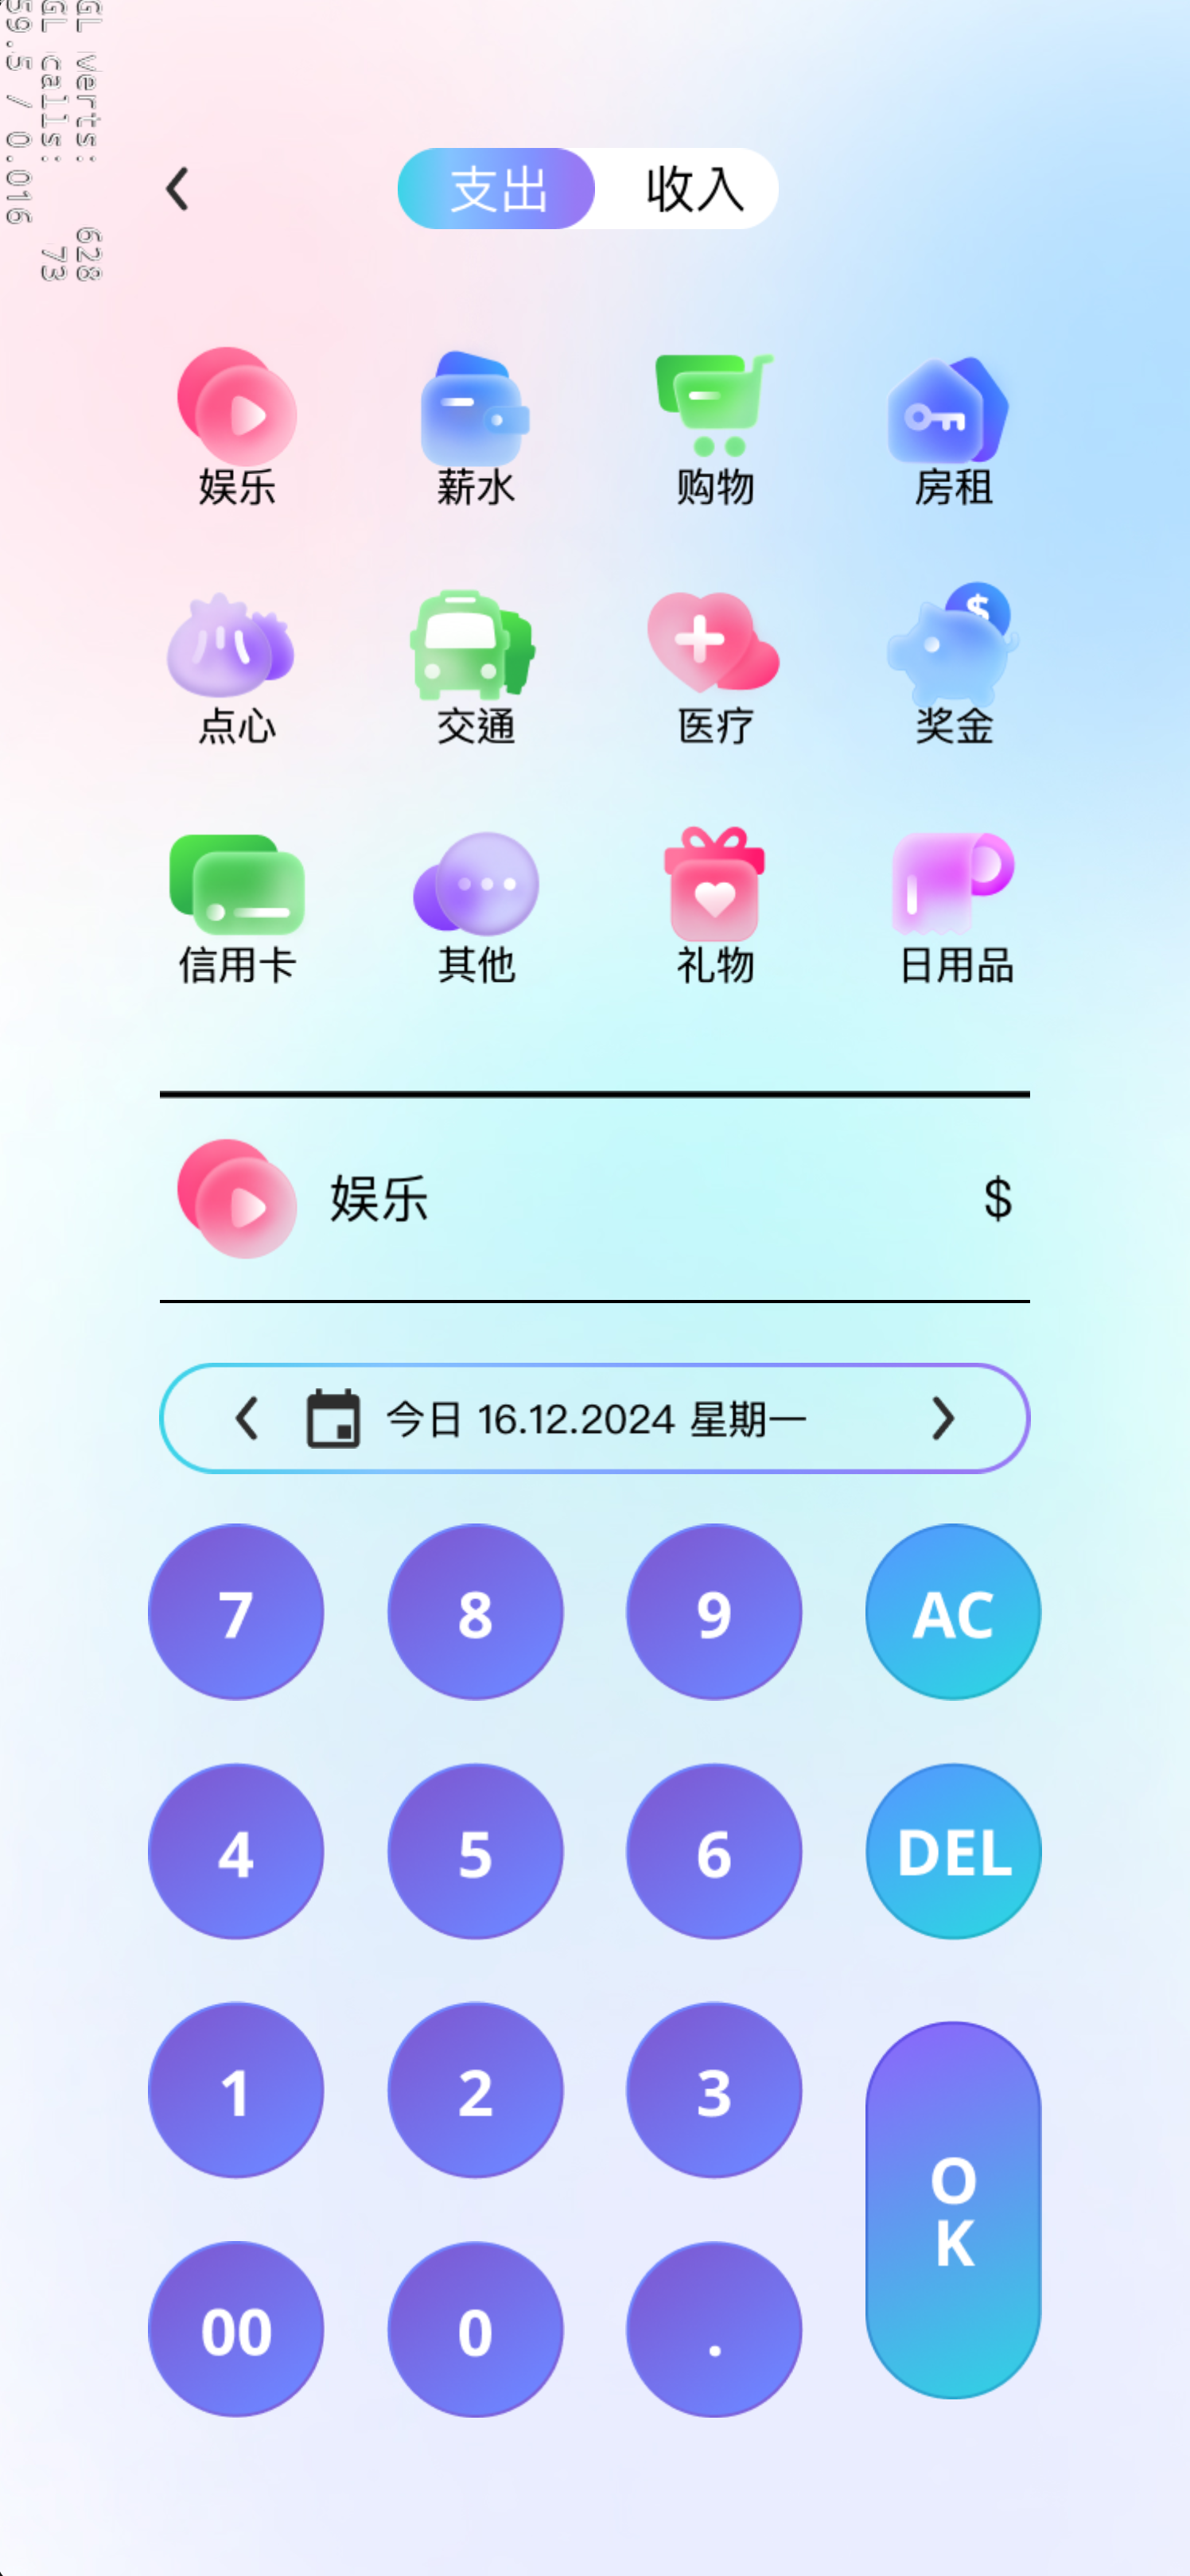 GL verts: 628
GL calls: 73
59.5 / 0.016
支出 收入
娱乐 薪水 购物 房租
$
点心 交通 医疗 奖金
信用卡 其他 礼物 日用品
娱乐 $
今日 16.12.2024 星期一
7 8 9 AC
4 5 6 DEL
1 2 3
O
K
00 0 .